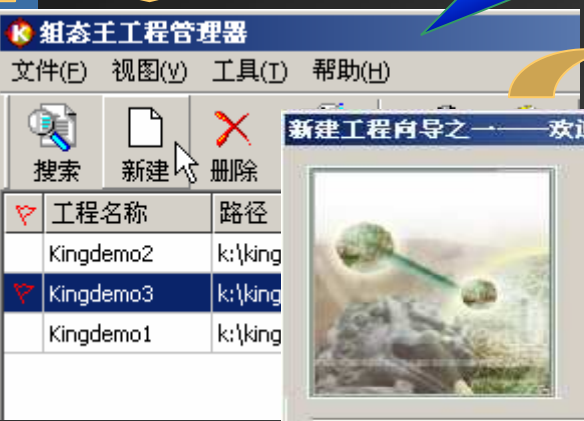 组态王工程管理器
文件(F) 视图(V) 工具(T) 帮助(H)
搜索 新建 删除
新建工程向导之一——欢迎
工程名称 路径
Kingdemo2 k:\king
Kingdemo3 k:\king
Kingdemo1 k:\king